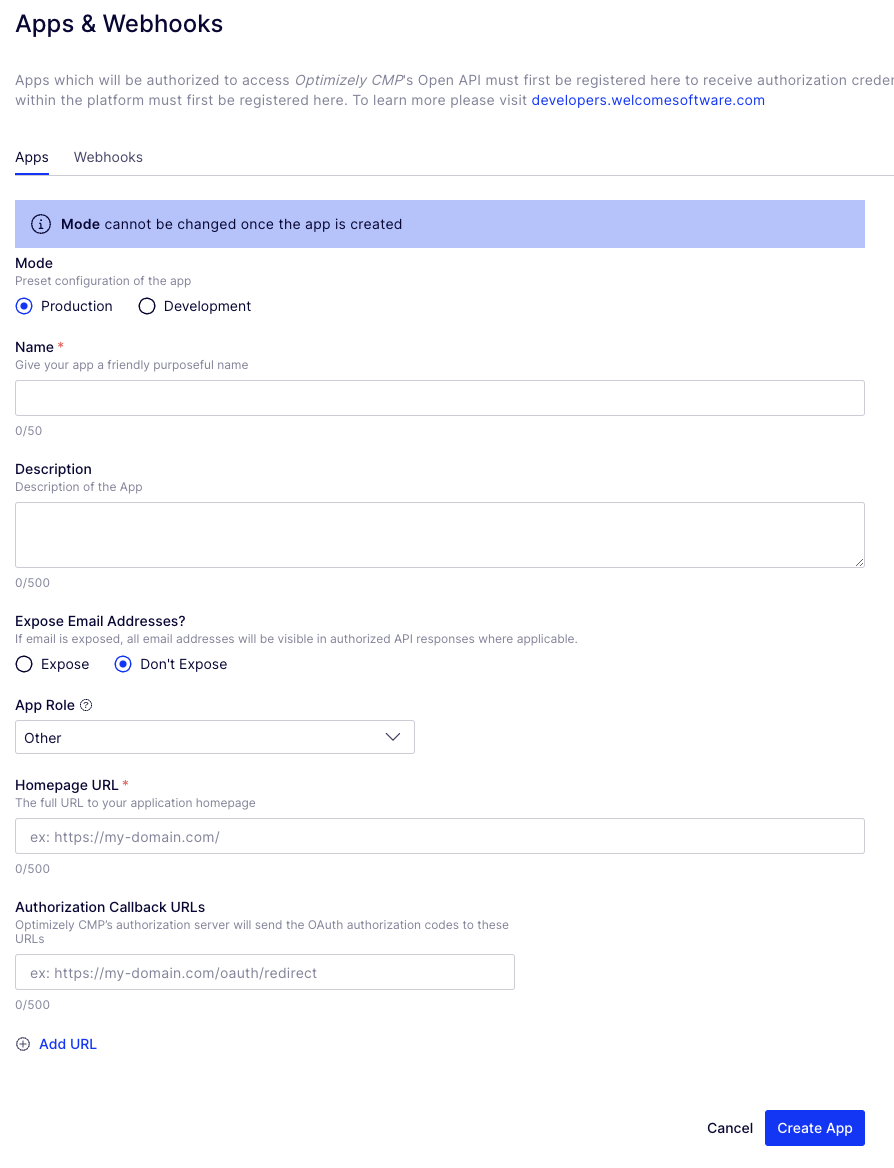 Apps & Webhooks
Apps which will be authorized to access Optimizely CMP's Open API must first be registered here to receive authorization
within the platform must first be registered here. To learn more please visit developers.welcomesoftware.com
Apps Webhooks
Mode cannot be changed once the app is created
Mode
Preset configuration of the app
Production Development
Name *
Give your app a friendly purposeful name
0/50
Description
Description of the App
0/500
Expose Email Addresses?
If email is exposed, all email addresses will be visible in authorized API responses where applicable.
Expose Don't Expose
App Role ?
Other
Homepage URL *
The full URL to your application homepage
ex: https://my-domain.com/
0/500
Authorization Callback URLs
Optimizely CMP’s authorization server will send the OAuth authorization codes to these
URLs
ex: https://my-domain.com/oauth/redirect
0/500
Add URL
Cancel Create App